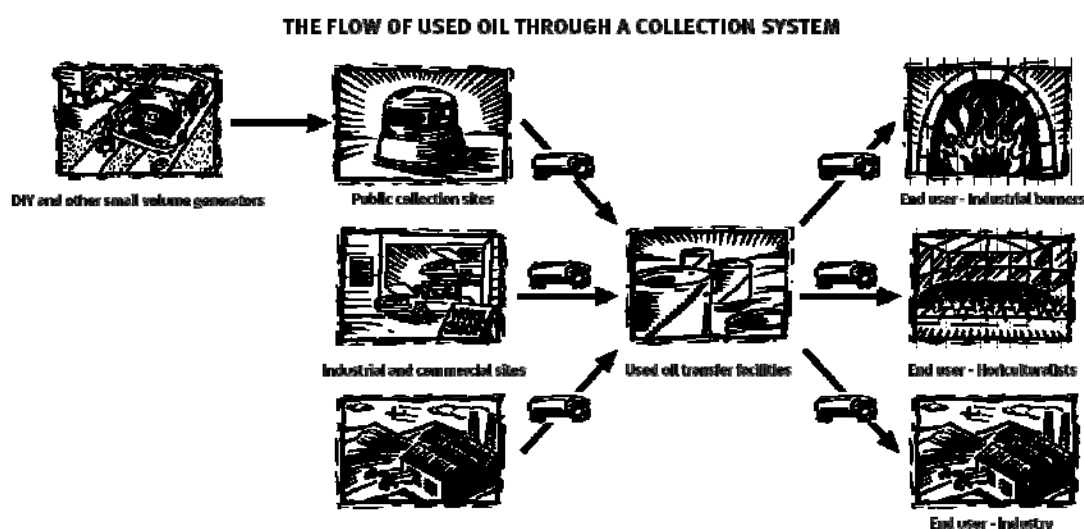 THE FLOW OF USED OIL THROUGH A COLLECTION SYSTEM
DIY and other small volume generators
Public collection sites
End user - Industrial burners
Industrial and commercial sites
Used oil transfer facilities
End user - Horiculturalists
End user - Industry